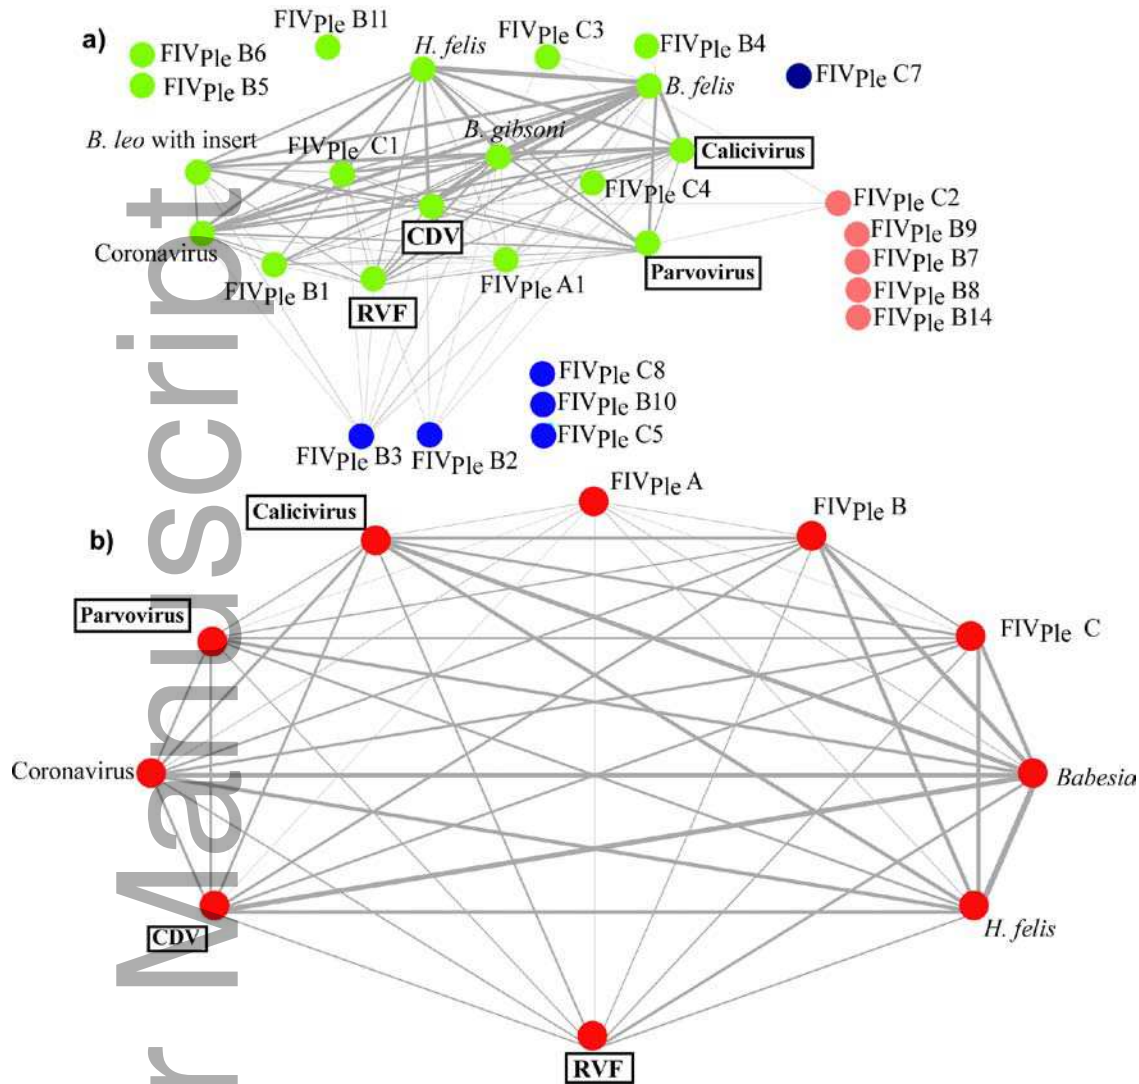 a)
FIVPle B11
FIVPle B6
FIVPle B5
H. felis
FIVPle C3
FIVPle B4
FIVPle C7
B. felis
B. leo with insert
FIVPle C1
B. gibsoni
Calicivirus
FIVPle C4
FIVPle C2
FIVPle B9
FIVPle B7
FIVPle B8
FIVPle B14
Coronavirus
CDV
Parvovirus
FIVPle B1
RVF
FIVPle A1
FIVPle C8
FIVPle B10
FIVPle C5
FIVPle B3
FIVPle B2
b)
FIVPle A
Calicivirus
FIVPle B
Parvovirus
FIVPle C
Coronavirus
Babesia
CDV
H. felis
RVF
r Manuscript